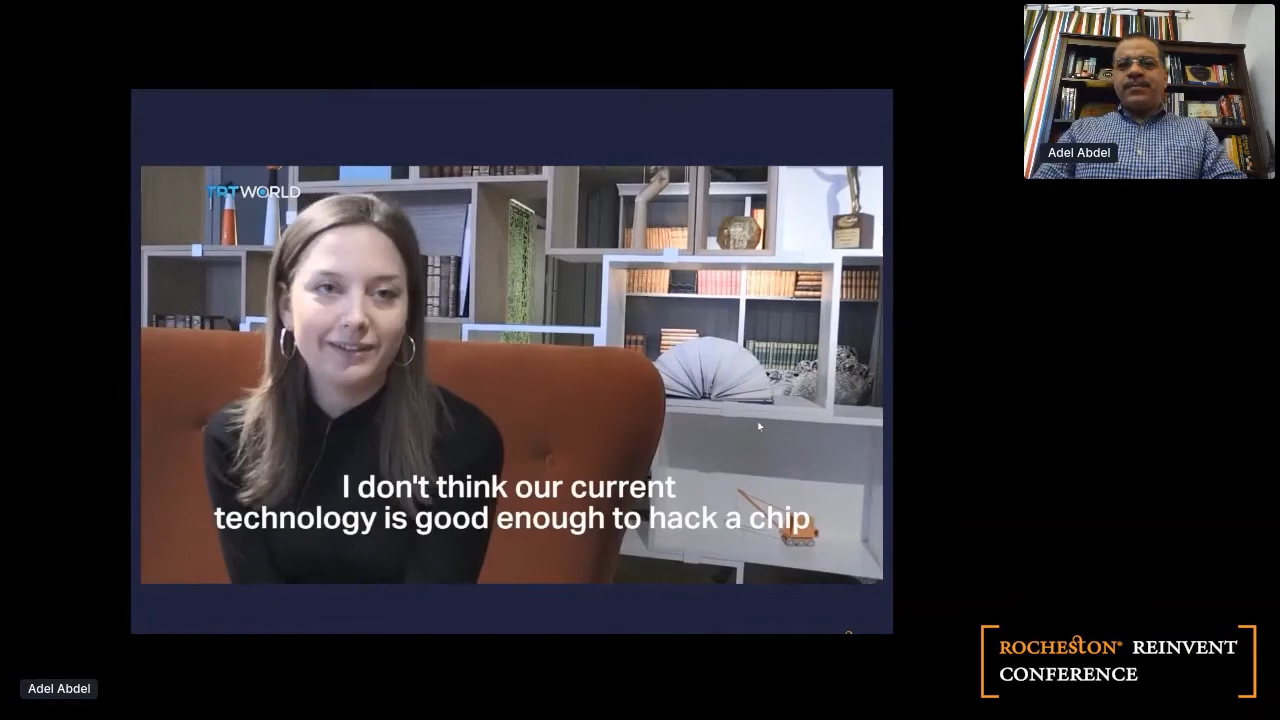 TRT WORLD
Adel Abdel
I don't think our current
technology is good enough to hack a chip
ROCHESTON® REINVENT
CONFERENCE
Adel Abdel